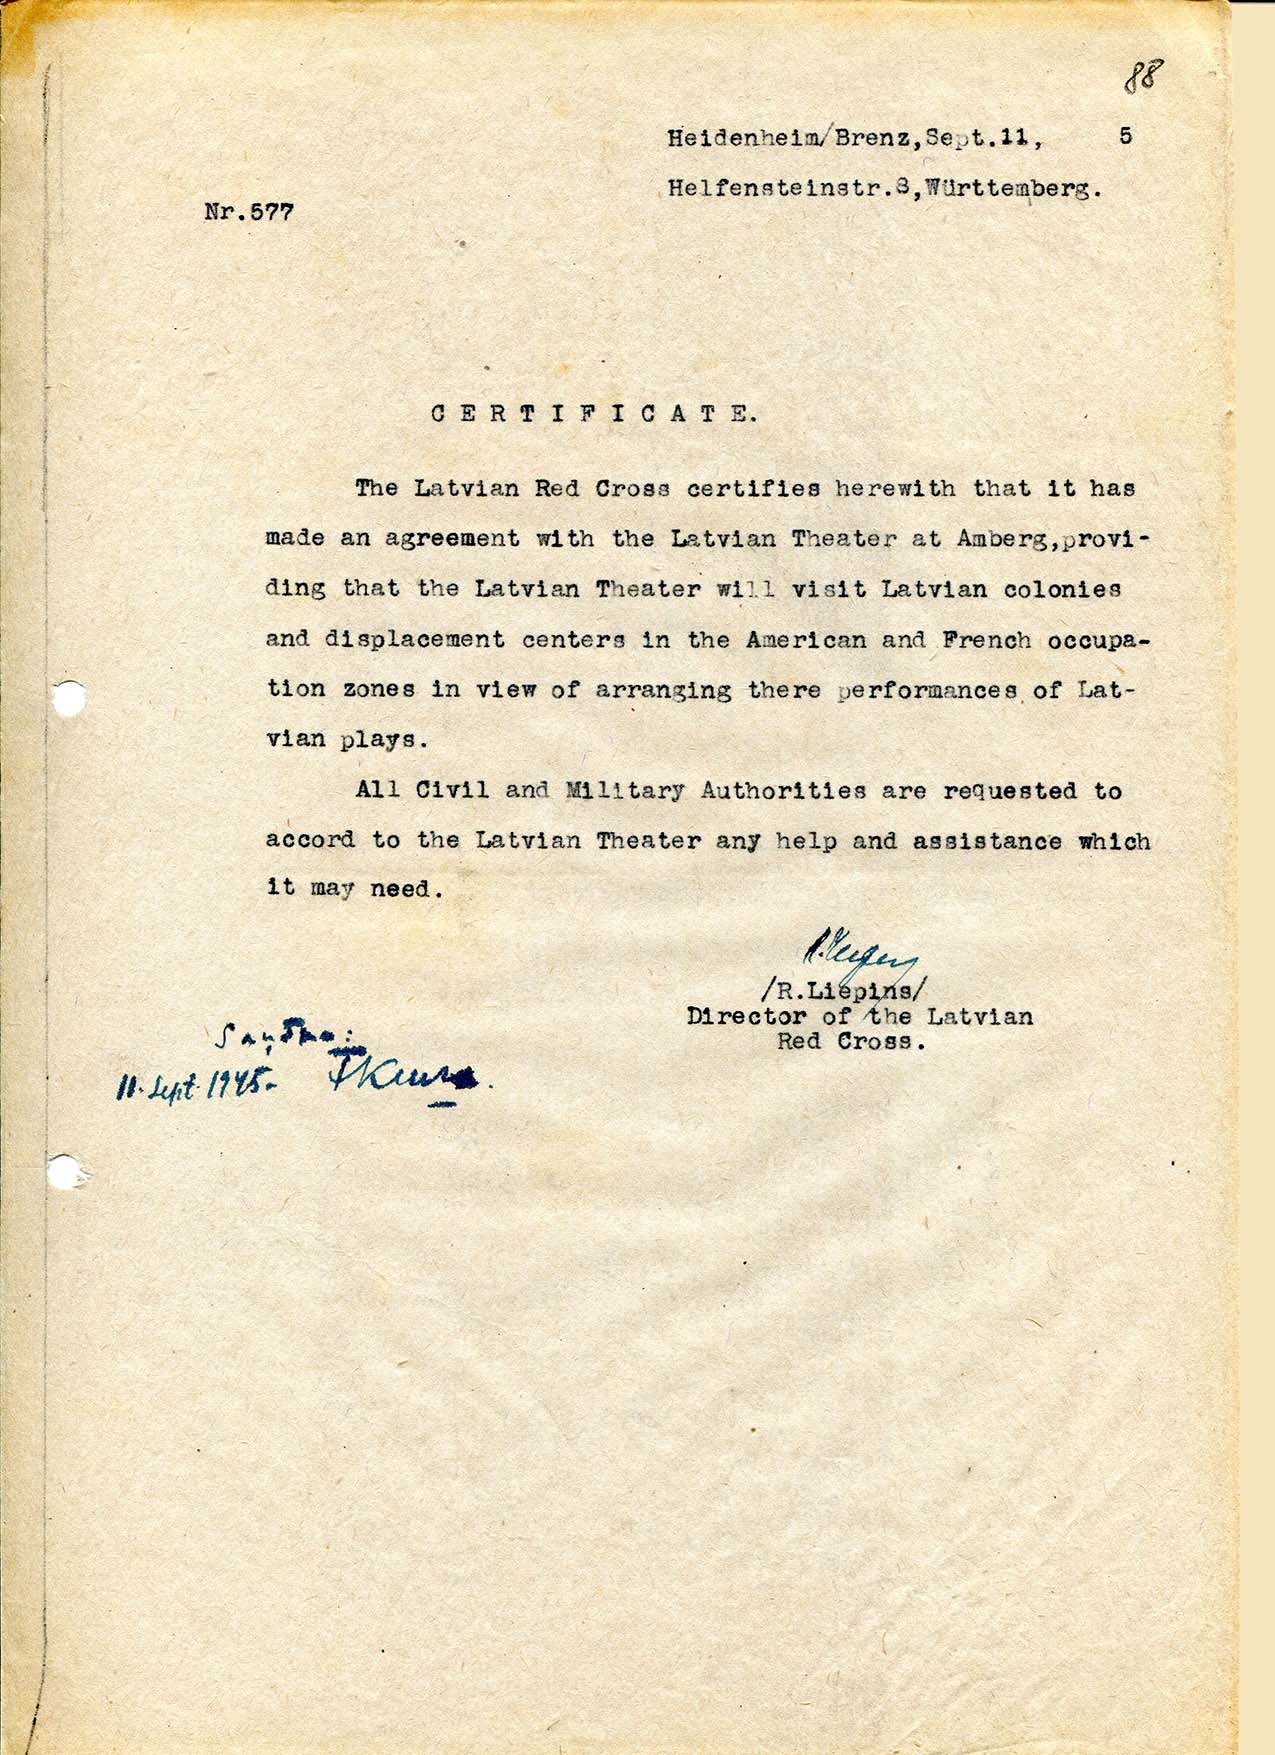 88
Heidenheim/Brenz,Sept.11, 5
Helfensteinstr.8,Württemberg.
Nr.577
C E R T I F I C A T E.
The Latvian Red Cross certifies herewith that it has
made an agreement with the Latvian Theater at Amberg,provi-
ding that the Latvian Theater will visit Latvian colonies
and displacement centers in the American and French occupa-
tion zones in view of arranging there performances of Lat-
vian plays.
All Civil and Military Authorities are requested to
accord to the Latvian Theater any help and assistance which
it may need.
/R.Liepins/
Director of the Latvian
Red Cross.
11. Sept. 1945.